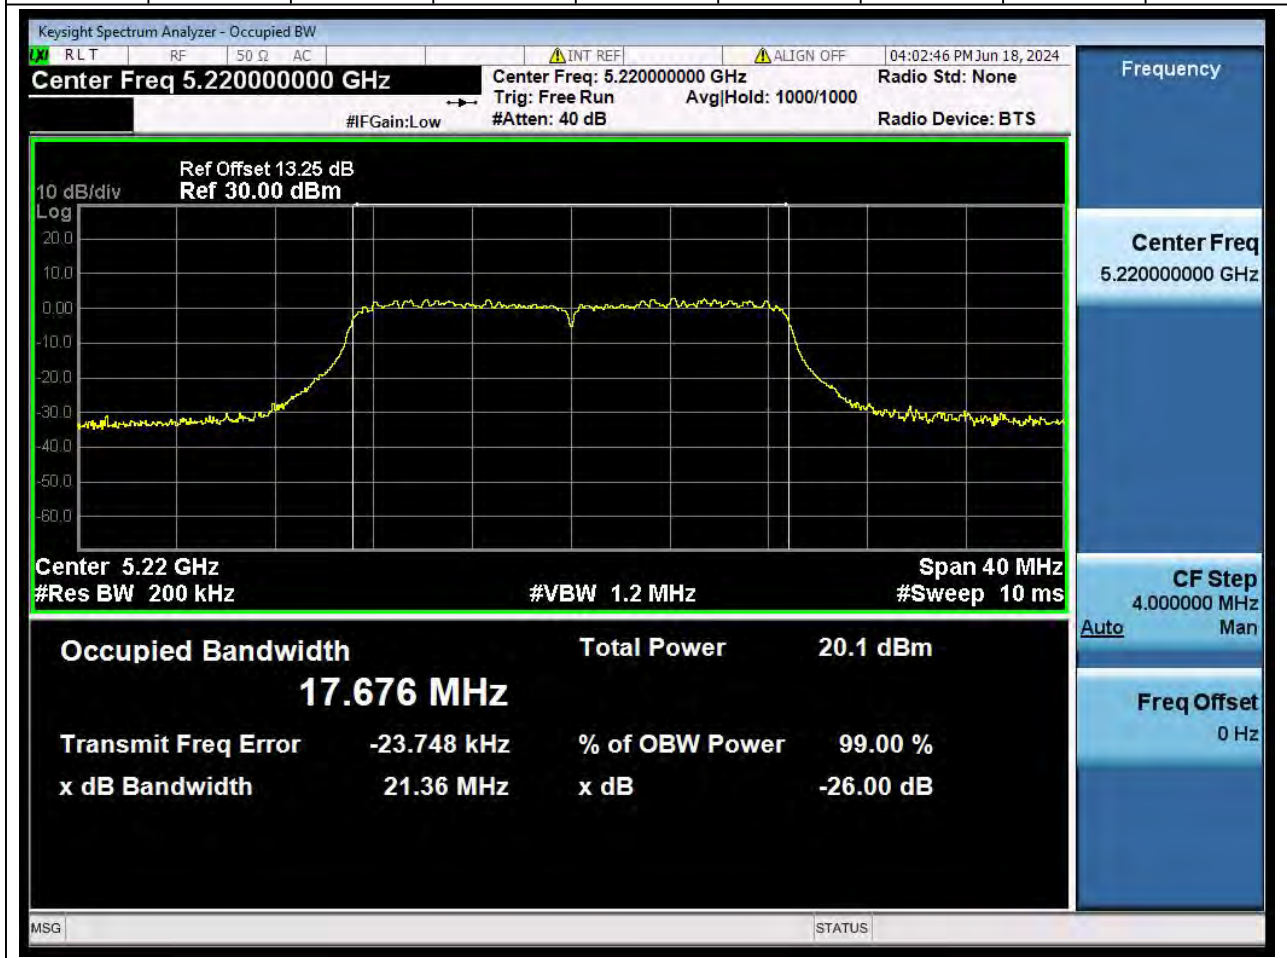 Keysight Spectrum Analyzer - Occupied BW
LXI RLT RF 50 Ω AC INT REF ALIGN OFF 04:02:46 PM Jun 18, 2024
Center Freq 5.220000000 GHz
Center Freq: 5.220000000 GHz Radio Std: None
Trig: Free Run Avg|Hold: 1000/1000
#IFGain:Low #Atten: 40 dB Radio Device: BTS
Ref Offset 13.25 dB
10 dB/div Ref 30.00 dBm
Log
20.0
10.0
0.00
-10.0
-20.0
-30.0
-40.0
-50.0
-60.0
Center 5.22 GHz Span 40 MHz
#Res BW 200 kHz #VBW 1.2 MHz #Sweep 10 ms
Occupied Bandwidth Total Power 20.1 dBm
17.676 MHz
Transmit Freq Error -23.748 kHz % of OBW Power 99.00 %
x dB Bandwidth 21.36 MHz x dB -26.00 dB
MSG STATUS
Frequency
Center Freq
5.220000000 GHz
CF Step
4.000000 MHz
Auto Man
Freq Offset
0 Hz